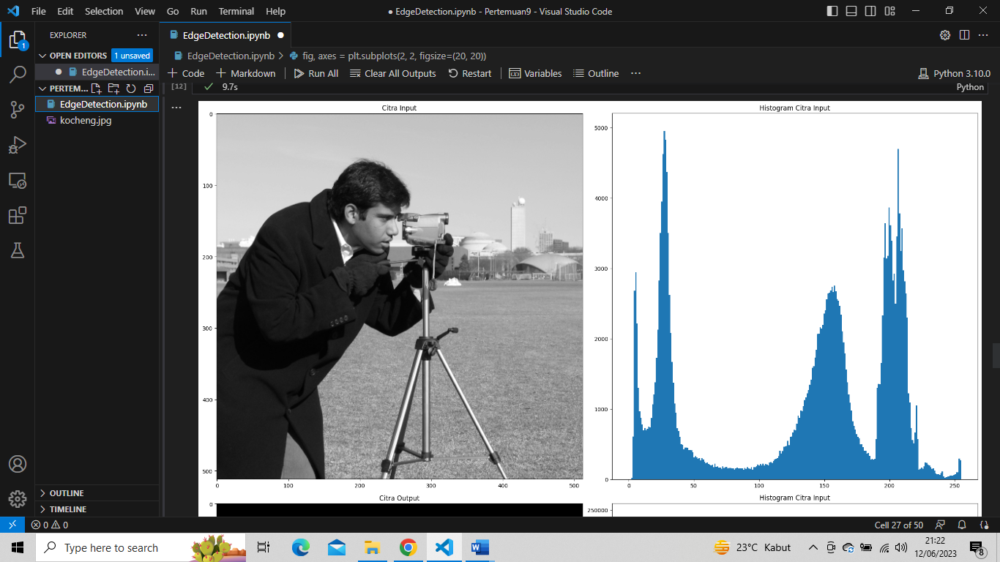 File Edit Selection View Go Run Terminal Help
● EdgeDetection.ipynb - Pertemuan9 - Visual Studio Code
EXPLORER
OPEN EDITORS 1 unsaved
EdgeDetection.i...
PERTEM...
EdgeDetection.ipynb
kocheng.jpg
OUTLINE
TIMELINE
1
EdgeDetection.ipynb ●
EdgeDetection.ipynb > fig, axes = plt.subplots(2, 2, figsize=(20, 20))
+ Code + Markdown Run All Clear All Outputs Restart Variables Outline ... Python 3.10.0
[12] 9.7s Python
Citra Input
0
100
200
300
400
500
0 100 200 300 400 500
Histogram Citra Input
5000
4000
3000
2000
1000
0
0 50 100 150 200 250
Citra Output
0
Histogram Citra Input
250000
0 0 Cell 27 of 50
Type here to search
23°C Kabut
21:22
12/06/2023
8